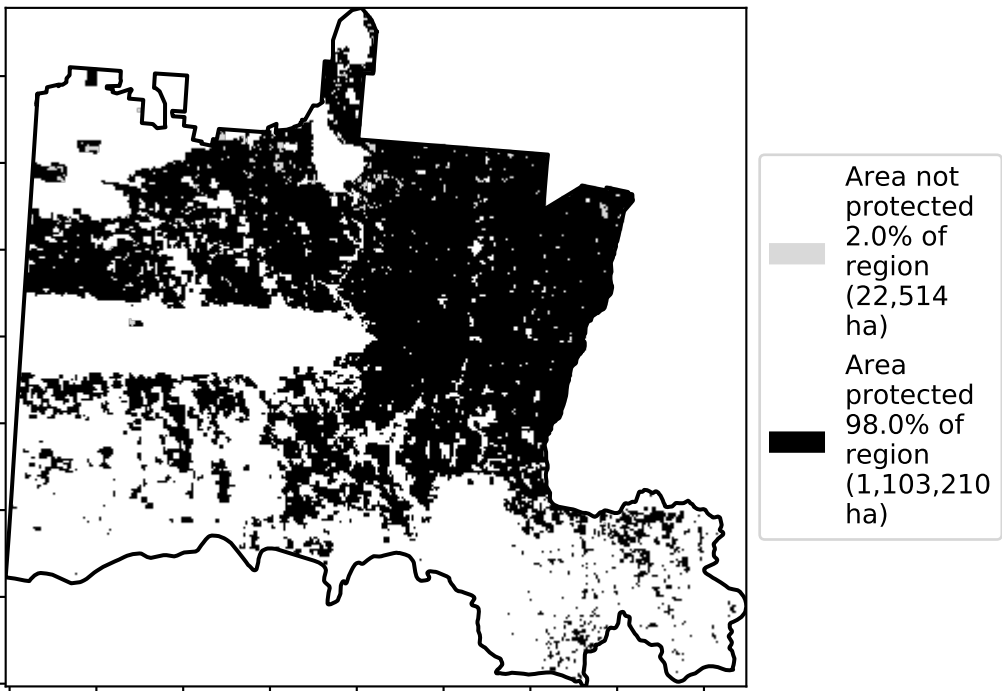 Area not
protected
2.0% of
region
(22,514
ha)
Area
protected
98.0% of
region
(1,103,210
ha)